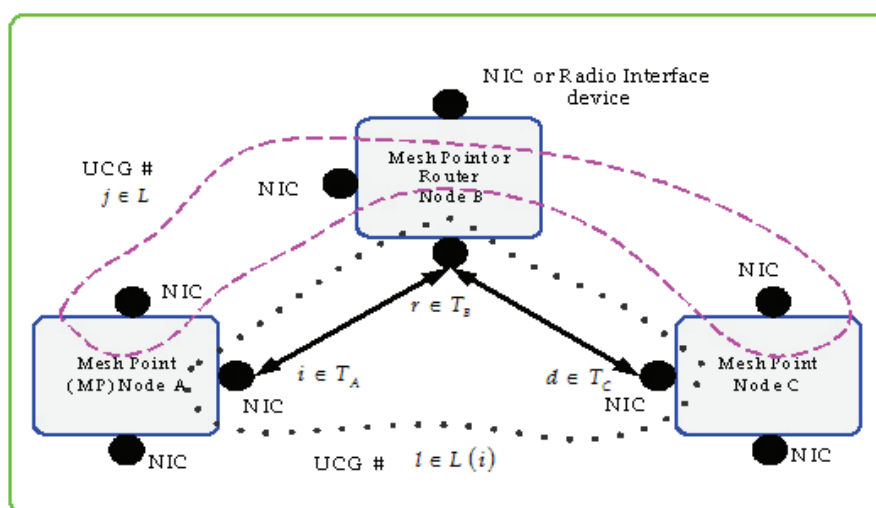 NIC or Radio Interface
device
UCG #
j ∈ L
NIC
Mesh Point or
Router
Node B
NIC
NIC
r ∈ T_B
Mesh Point
(MP) Node A
i ∈ T_A
NIC
d ∈ T_C
NIC
Mesh Point
Node C
NIC
UCG # l ∈ L (i)
NIC